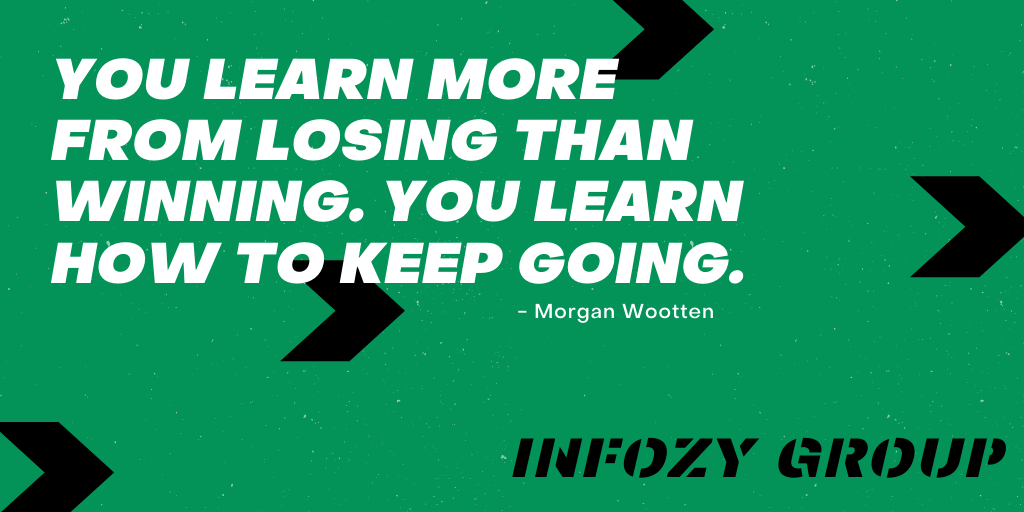 YOU LEARN MORE
FROM LOSING THAN
WINNING. YOU LEARN
HOW TO KEEP GOING.
– Morgan Wootten
INFOZY GROUP